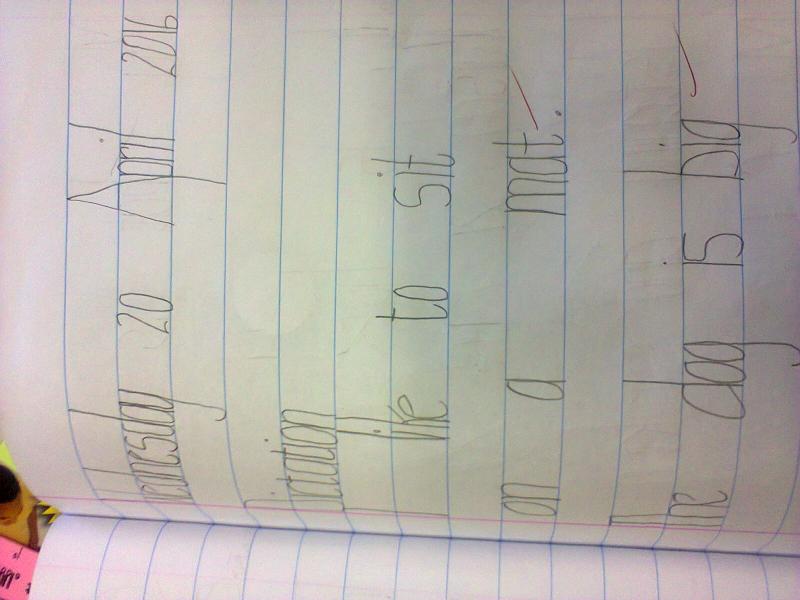 Wednesday 20 April 2016
Dictation
I like to sit
on a mat.
The dog is big